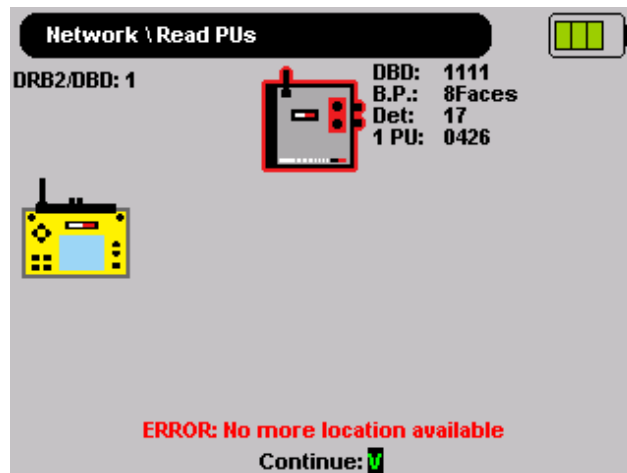 Network \ Read PUs
DRB2/DBD: 1
DBD: 1111
B.P.: 8Faces
Det: 17
1 PU: 0426
ERROR: No more location available
Continue: V